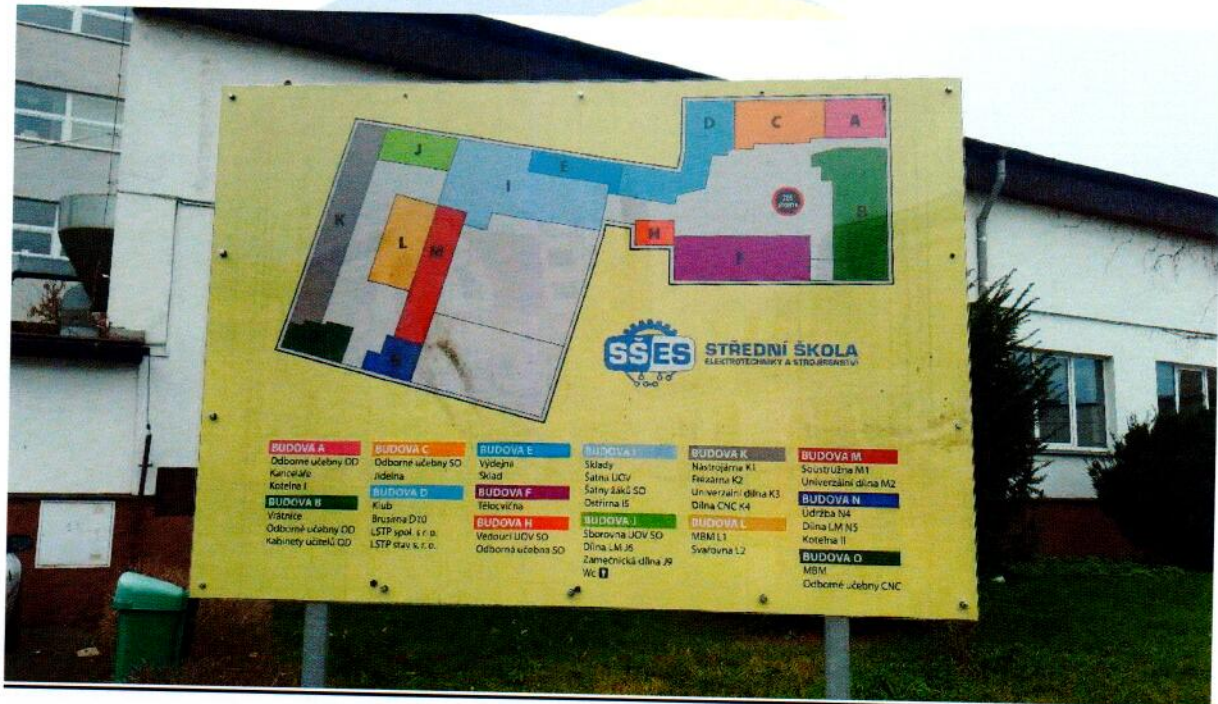 D
C
A
J
E
I
B
K
H
L
M
F
SŠES
STŘEDNÍ ŠKOLA
ELEKTROTECHNIKY A STROJÍRENSTVÍ
BUDOVA A
Odborné učebny OD
Kanceláře
Kotelna I
BUDOVA B
Vrátnice
Odborné učebny OD
Kabinety učitelů OD
BUDOVA C
Odborné učebny SO
Jídelna
BUDOVA D
Klub
Brusírna D10
LSTP spol. s r. o.
LSTP stav s. r. o.
BUDOVA E
Výdejna
Sklad
BUDOVA F
Tělocvična
BUDOVA H
Vedoucí UOV SO
Odborná učebna SO
BUDOVA I
Sklady
Šatna UOV
Šatny žáků SO
Ostřírna I5
BUDOVA J
Sborovna UOV SO
Dílna LM J6
Zámečnická dílna J9
WC
BUDOVA K
Nástrojárna K1
Frézárna K2
Univerzální dílna K3
Dílna CNC K4
BUDOVA L
MBM L1
Svařovna L2
BUDOVA M
Soustružna M1
Univerzální dílna M2
BUDOVA N
Údržba N4
Dílna LM N5
Kotelna II
BUDOVA O
MBM
Odborné učebny CNC